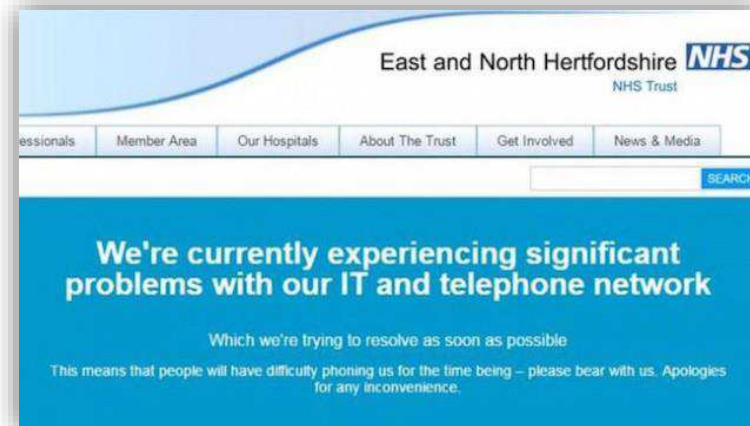 East and North Hertfordshire NHS
NHS Trust
essionals Member Area Our Hospitals About The Trust Get Involved News & Media
SEARCH
We're currently experiencing significant
problems with our IT and telephone network
Which we're trying to resolve as soon as possible
This means that people will have difficulty phoning us for the time being – please bear with us. Apologies
for any inconvenience.